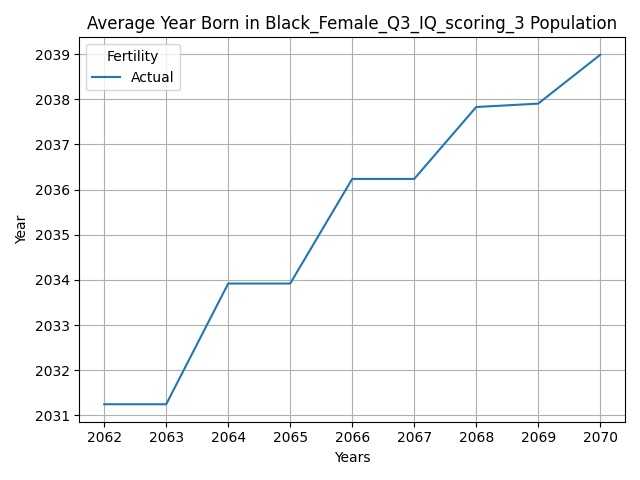 Average Year Born in Black_Female_Q3_IQ_scoring_3 Population
Fertility
Actual
2039
2038
2037
2036
2035
2034
2033
2032
2031
Year
2062 2063 2064 2065 2066 2067 2068 2069 2070
Years